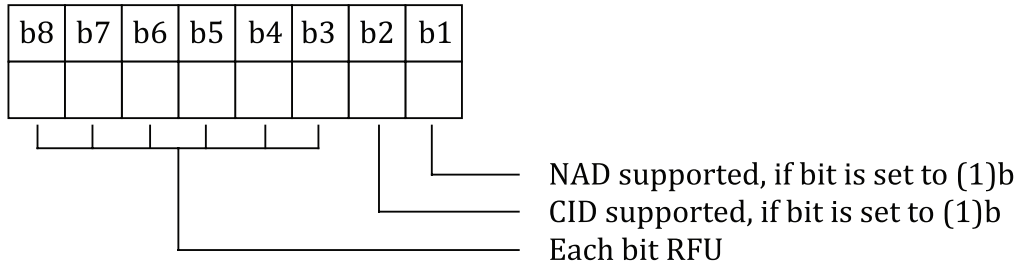 b8 b7 b6 b5 b4 b3 b2 b1
NAD supported, if bit is set to (1)b
CID supported, if bit is set to (1)b
Each bit RFU